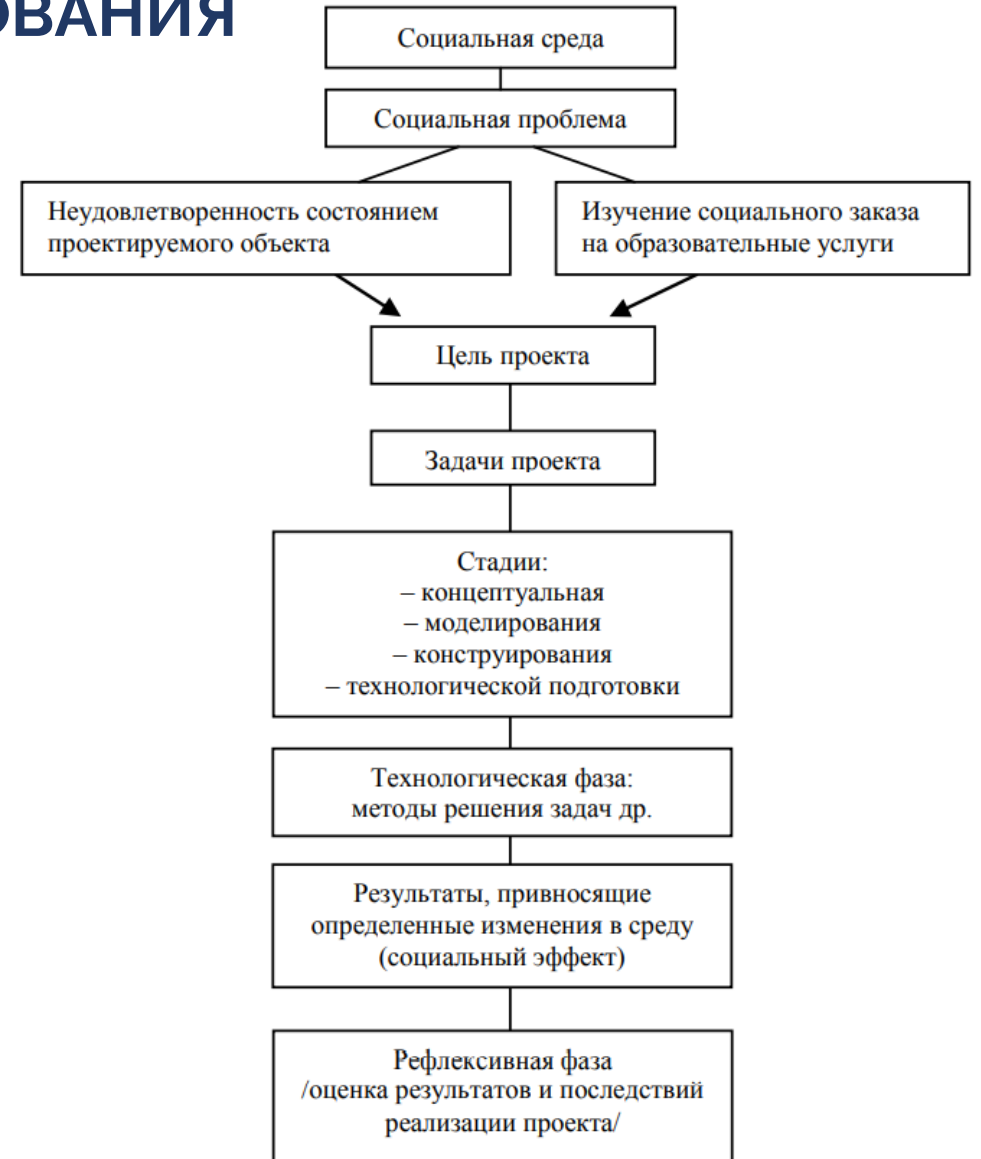 ОВАНИЯ
Социальная среда
Социальная проблема
Неудовлетворенность состоянием
проектируемого объекта
Изучение социального заказа
на образовательные услуги
Цель проекта
Задачи проекта
Стадии:
– концептуальная
– моделирования
– конструирования
– технологической подготовки
Технологическая фаза:
методы решения задач др.
Результаты, привносящие
определенные изменения в среду
(социальный эффект)
Рефлексивная фаза
/оценка результатов и последствий
реализации проекта/